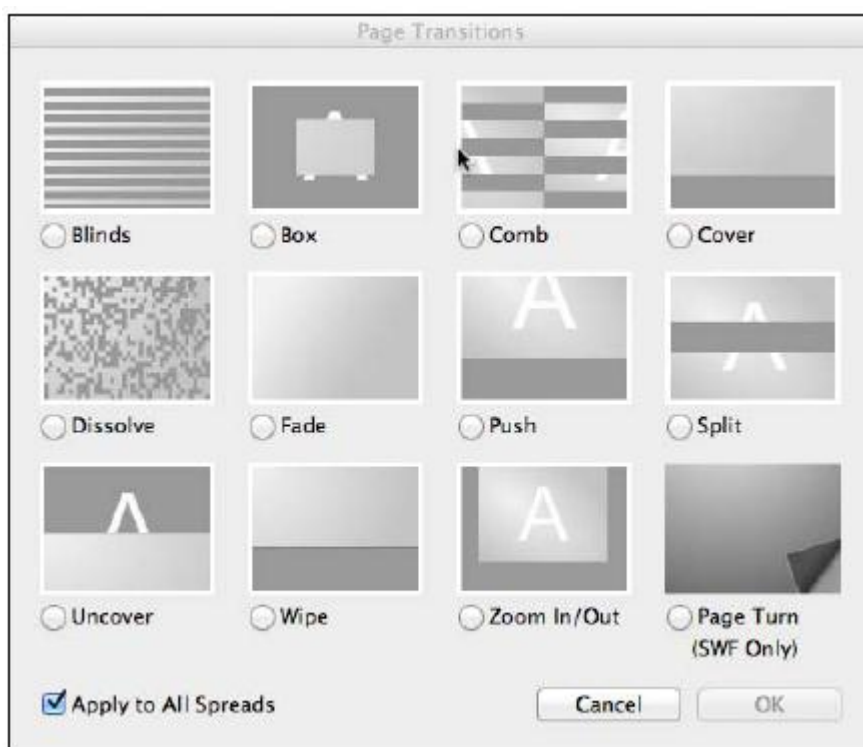 Page Transitions
Blinds
Box
Comb
Cover
Dissolve
Fade
A
Push
A
Split
A
Uncover
Wipe
A
Zoom In/Out
Page Turn
(SWF Only)
Apply to All Spreads
Cancel
OK